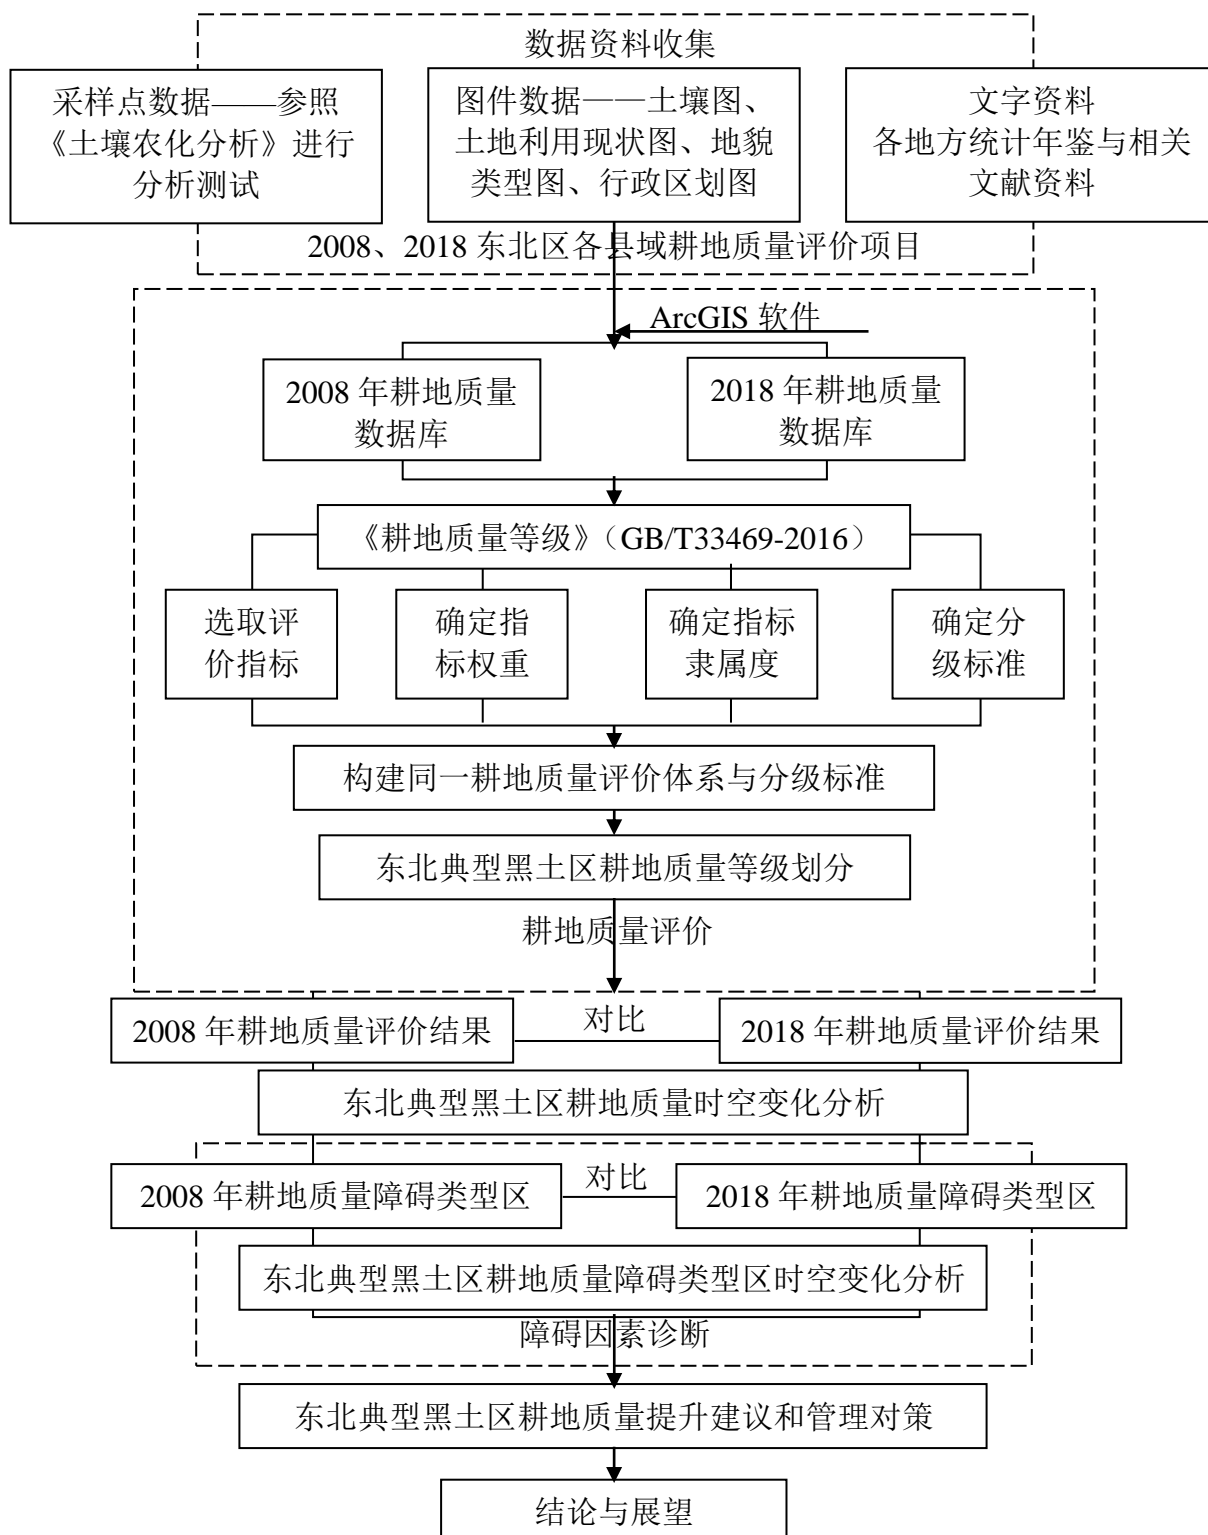 数据资料收集
采样点数据——参照
《土壤农化分析》进行
分析测试
图件数据——土壤图、
土地利用现状图、地貌
类型图、行政区划图
文字资料
各地方统计年鉴与相关
文献资料
2008、2018 东北区各县域耕地质量评价项目
ArcGIS 软件
2008 年耕地质量
数据库
2018 年耕地质量
数据库
《耕地质量等级》（GB/T33469-2016）
选取评
价指标
确定指
标权重
确定指标
隶属度
确定分
级标准
构建同一耕地质量评价体系与分级标准
东北典型黑土区耕地质量等级划分
耕地质量评价
2008 年耕地质量评价结果
对比
2018 年耕地质量评价结果
东北典型黑土区耕地质量时空变化分析
2008 年耕地质量障碍类型区
对比
2018 年耕地质量障碍类型区
东北典型黑土区耕地质量障碍类型区时空变化分析
障碍因素诊断
东北典型黑土区耕地质量提升建议和管理对策
结论与展望